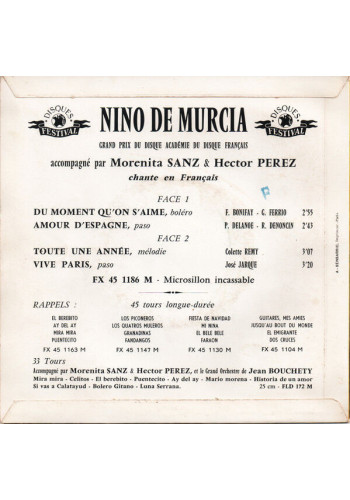 DISQUES FESTIVAL
NINO DE MURCIA
DISQUES FESTIVAL
GRAND PRIX DU DISQUE ACADÉMIE DU DISQUE FRANÇAIS
accompagné par Morenita SANZ & Hector PEREZ
chante en Français
FACE 1
DU MOMENT QU'ON S'AIME, boléro F. BONIFAY - G. FERRIO 2'55
AMOUR D'ESPAGNE, paso P. DELANOE - R. DENONCIN 2'43
FACE 2
TOUTE UNE ANNÉE, mélodie Colette REMY 3'07
VIVE PARIS, paso José JARQUE 3'20
FX 45 1186 M - Microsillon incassable
RAPPELS : 45 tours longue-durée
EL BEREBITO LOS PICONEROS FIESTA DE NAVIDAD GUITARES, MES AMIES
AY DEL AY LOS QUATROS MULEROS MI NINA JUSQU'AU BOUT DU MONDE
MIRA MIRA GRANADINAS EL BELE BELE EL EMIGRANTE
PUENTECITO FANDANGOS FARAON DOS CRUCES
FX 45 1163 M FX 45 1147 M FX 45 1130 M FX 45 1104 M
33 Tours
Accompagné par Morenita SANZ & Hector PEREZ, et le Grand Orchestre de Jean BOUCHETY
Mira mira - Celitos - El berebito - Puentecito - Ay del ay - Mario morena - Historia de un amor
Si vas a Calatayud - Bolero Gitano - Luna Serrana. 25 cm - FLD 172 M